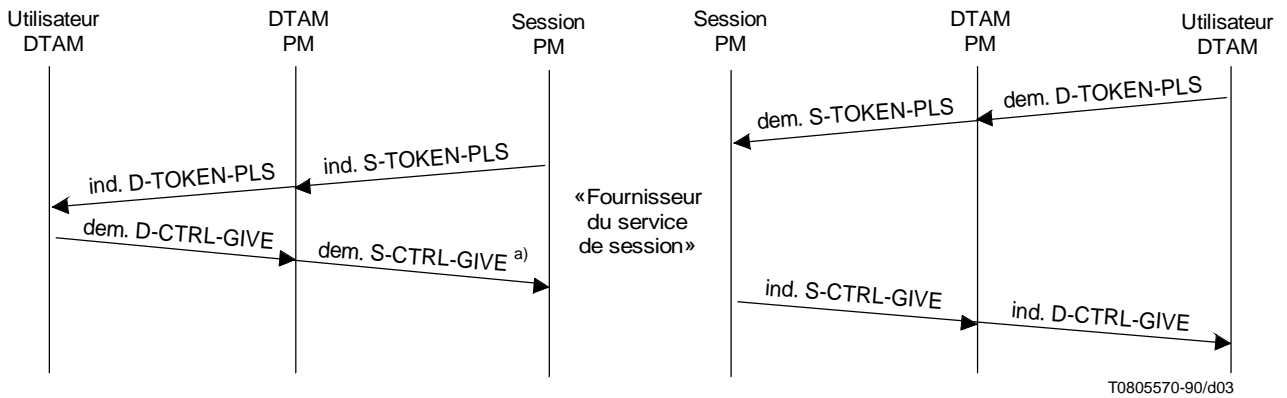 Utilisateur
DTAM
DTAM
PM
Session
PM
Session
PM
DTAM
PM
Utilisateur
DTAM
dem. D-TOKEN-PLS
dem. S-TOKEN-PLS
ind. S-TOKEN-PLS
ind. D-TOKEN-PLS
«Fournisseur
du service
de session»
dem. D-CTRL-GIVE
dem. S-CTRL-GIVE a)
ind. S-CTRL-GIVE
ind. D-CTRL-GIVE
T0805570-90/d03